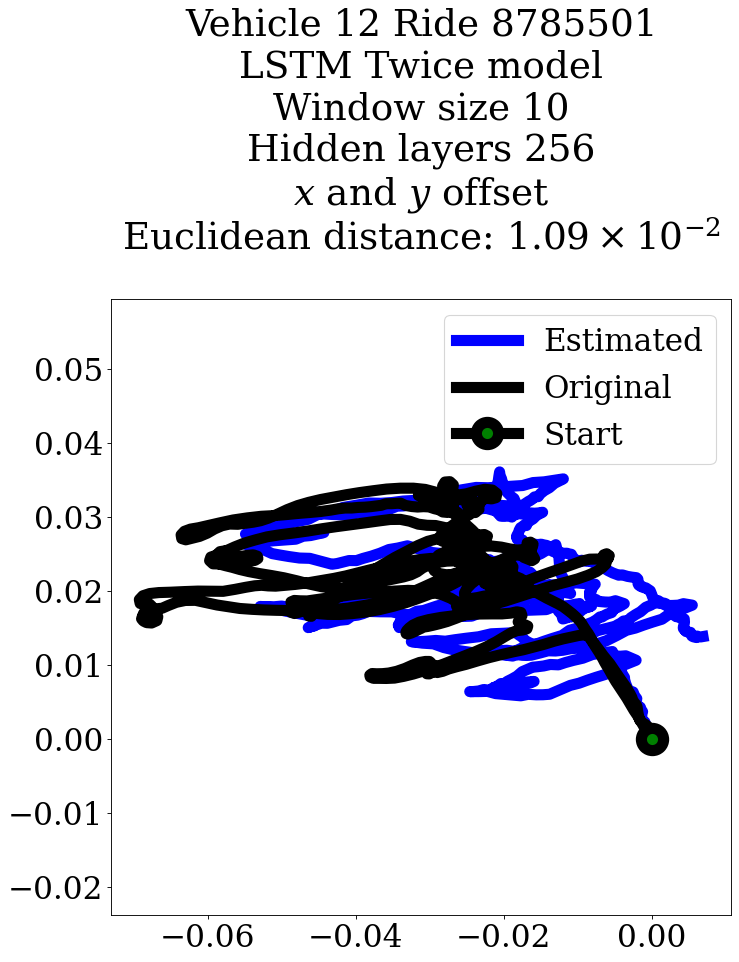 Vehicle 12 Ride 8785501
LSTM Twice model
Window size 10
Hidden layers 256
x and y offset
Euclidean distance: 1.09 × 10⁻²
Estimated
Original
Start
0.05
0.04
0.03
0.02
0.01
0.00
−0.01
−0.02
−0.06 −0.04 −0.02 0.00